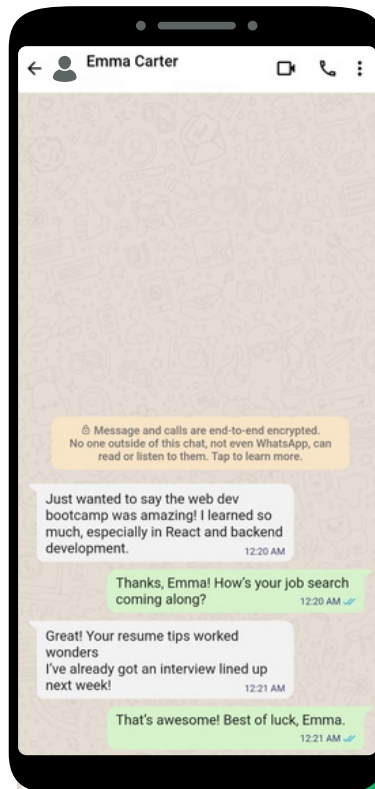 Emma Carter
Message and calls are end-to-end encrypted.
No one outside of this chat, not even WhatsApp, can
read or listen to them. Tap to learn more.
Just wanted to say the web dev
bootcamp was amazing! I learned so
much, especially in React and backend
development.
12:20 AM
Thanks, Emma! How’s your job search
coming along?
12:20 AM
Great! Your resume tips worked
wonders
I’ve already got an interview lined up
next week!
12:21 AM
That’s awesome! Best of luck, Emma.
12:21 AM